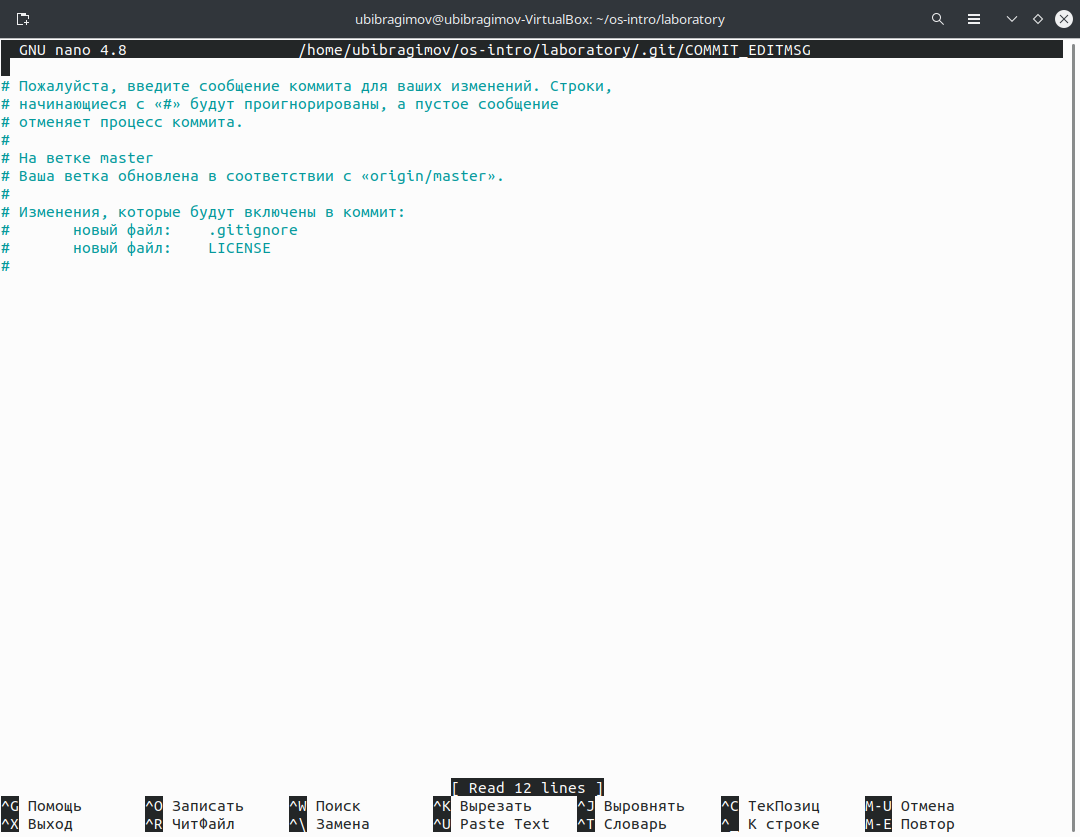 ubibragimov@ubibragimov-VirtualBox: ~/os-intro/laboratory
GNU nano 4.8 /home/ubibragimov/os-intro/laboratory/.git/COMMIT_EDITMSG
# Пожалуйста, введите сообщение коммита для ваших изменений. Строки,
# начинающиеся с «#» будут проигнорированы, а пустое сообщение
# отменяет процесс коммита.
#
# На ветке master
# Ваша ветка обновлена в соответствии с «origin/master».
#
# Изменения, которые будут включены в коммит:
#       новый файл:    .gitignore
#       новый файл:    LICENSE
#
[ Read 12 lines ]
^G Помощь ^O Записать ^W Поиск ^K Вырезать ^J Выровнять ^C ТекПозиц M-U Отмена
^X Выход ^R ЧитФайл ^\ Замена ^U Paste Text ^T Словарь ^_ К строке M-E Повтор